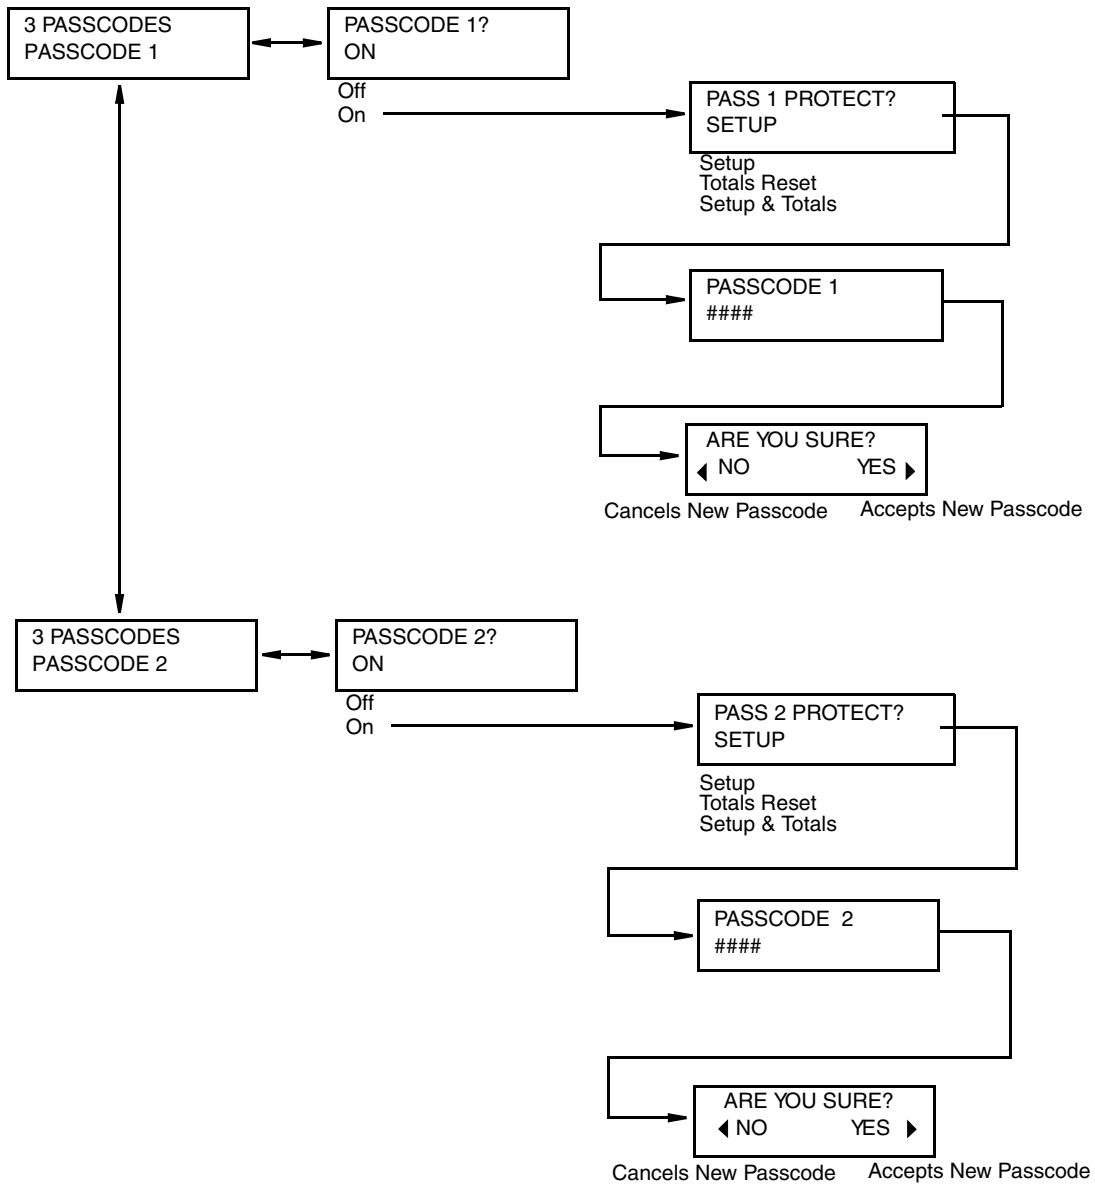 3 PASSCODES
PASSCODE 1
PASSCODE 1?
ON
Off
On
PASS 1 PROTECT?
SETUP
Setup
Totals Reset
Setup & Totals
PASSCODE 1
####
ARE YOU SURE?
NO YES
Cancels New Passcode Accepts New Passcode
3 PASSCODES
PASSCODE 2
PASSCODE 2?
ON
Off
On
PASS 2 PROTECT?
SETUP
Setup
Totals Reset
Setup & Totals
PASSCODE 2
####
ARE YOU SURE?
NO YES
Cancels New Passcode Accepts New Passcode